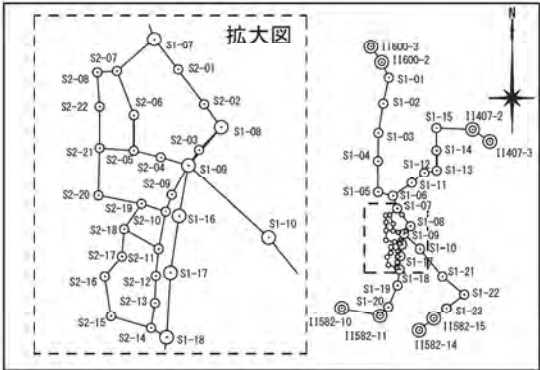 拡大図
S1-07
S2-07
S2-01
S2-08
S2-02
S2-22
S2-06
S1-08
S2-03
S2-21
S2-05
S2-04
S1-09
S2-20
S2-09
S2-19
S2-10
S1-16
S2-18
S1-10
S2-11
S2-17
S2-16
S2-12
S1-17
S2-13
S2-15
S2-14
S1-18
N
II600-3
II600-2
S1-01
S1-02
S1-15
II407-2
S1-03
S1-14
II407-3
S1-04
S1-12
S1-13
S1-11
S1-05
S1-06
S1-07
S1-08
S1-09
S1-10
S1-17
S1-18
S1-21
S1-19
S1-22
S1-20
S1-23
II582-10
II582-11
II582-15
II582-14